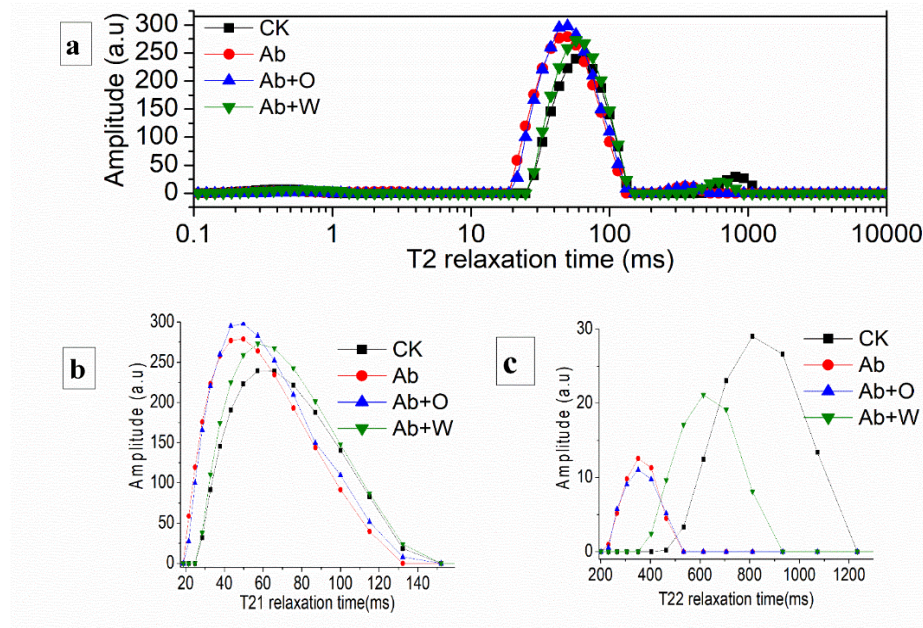 a
Amplitude (a.u)
300
250
200
150
100
50
0
CK
Ab
Ab+O
Ab+W
0.1
1
10
100
1000
10000
T2 relaxation time (ms)
b
Amplitude (a.u)
300
250
200
150
100
50
0
CK
Ab
Ab+O
Ab+W
20 40 60 80 100 120 140
T21 relaxation time(ms)
c
Amplitude (a.u)
30
20
10
0
CK
Ab
Ab+O
Ab+W
200 400 600 800 1000 1200
T22 relaxation time(ms)